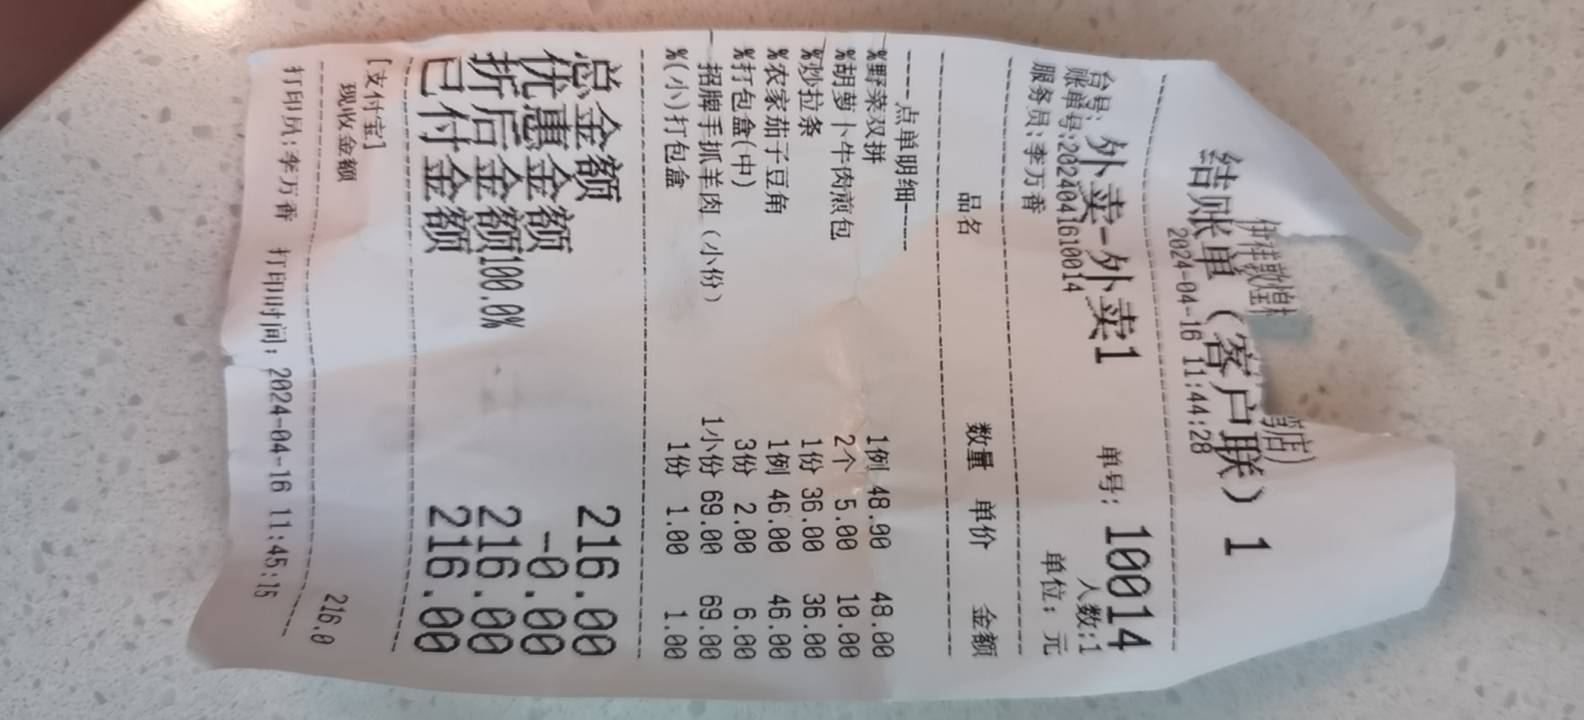 伊桂敦煌
店)
结账单(客户联) 1
2024-04-16 11:44:28
台号: 外卖-外卖1 单号: 10014
账单号:2024041610014 人数:1
服务员:李万香 单位: 元
品名 数量 单价 金额
-----点单明细-----
%野菜双拼 1例 48.00 48.00
%胡萝卜牛肉煎包 2个 5.00 10.00
%炒拉条 1份 36.00 36.00
%农家茄子豆角 1例 46.00 46.00
%打包盒(中) 3份 2.00 6.00
招牌手抓羊肉(小份) 1小份 69.00 69.00
%(小)打包盒 1份 1.00 1.00
总金额 216.00
优惠金额 -0.00
折后金额100.0% 216.00
已付金额 216.00
[支付宝]
现收金额 216.0
打印员:李万香 打印时间: 2024-04-16 11:45:15